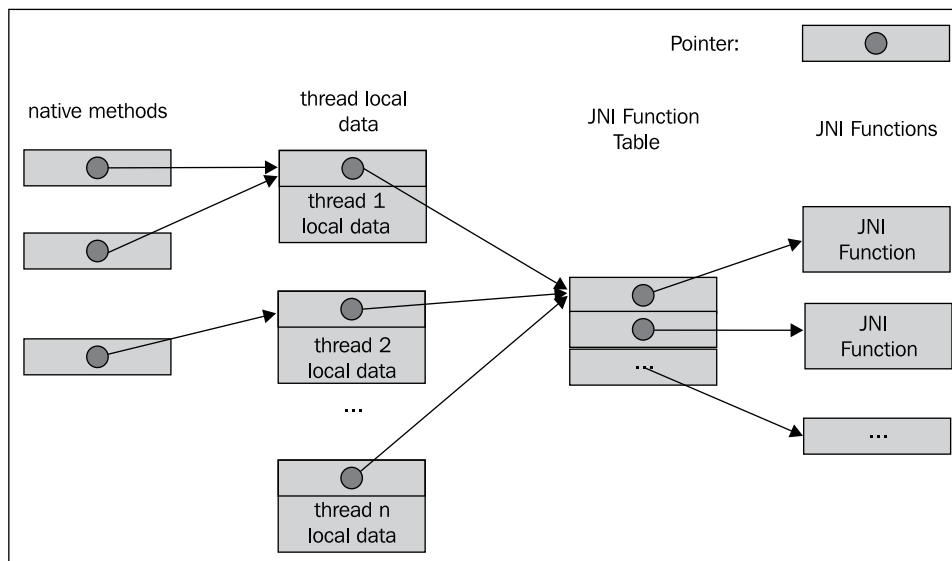 Pointer:
native methods
thread local
data
JNI Function
Table
JNI Functions
thread 1
local data
JNI
Function
thread 2
local data
...
JNI
Function
...
...
thread n
local data